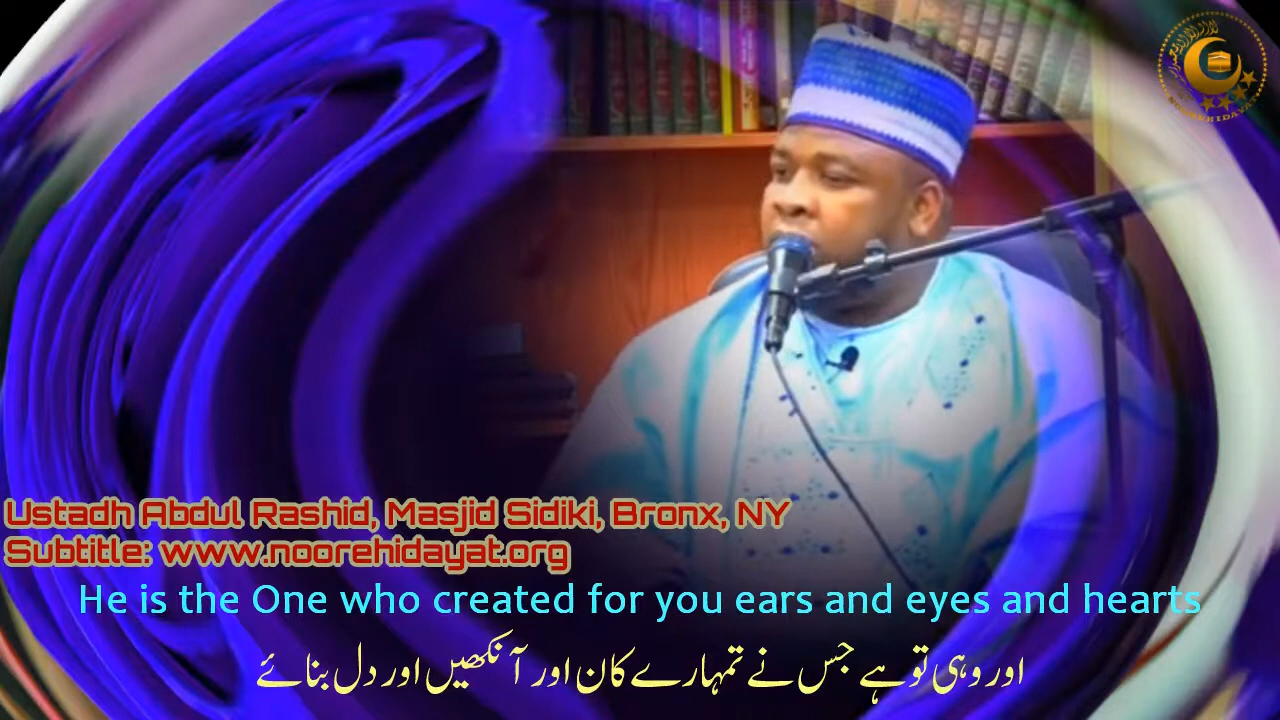 Ustadh Abdul Rashid, Masjid Sidiki, Bronx, NY
Subtitle: www.noorehidayat.org
He is the One who created for you ears and eyes and hearts
اور وہی تو ہے جس نے تمہارے کان اور آنکھیں اور دل بنائے